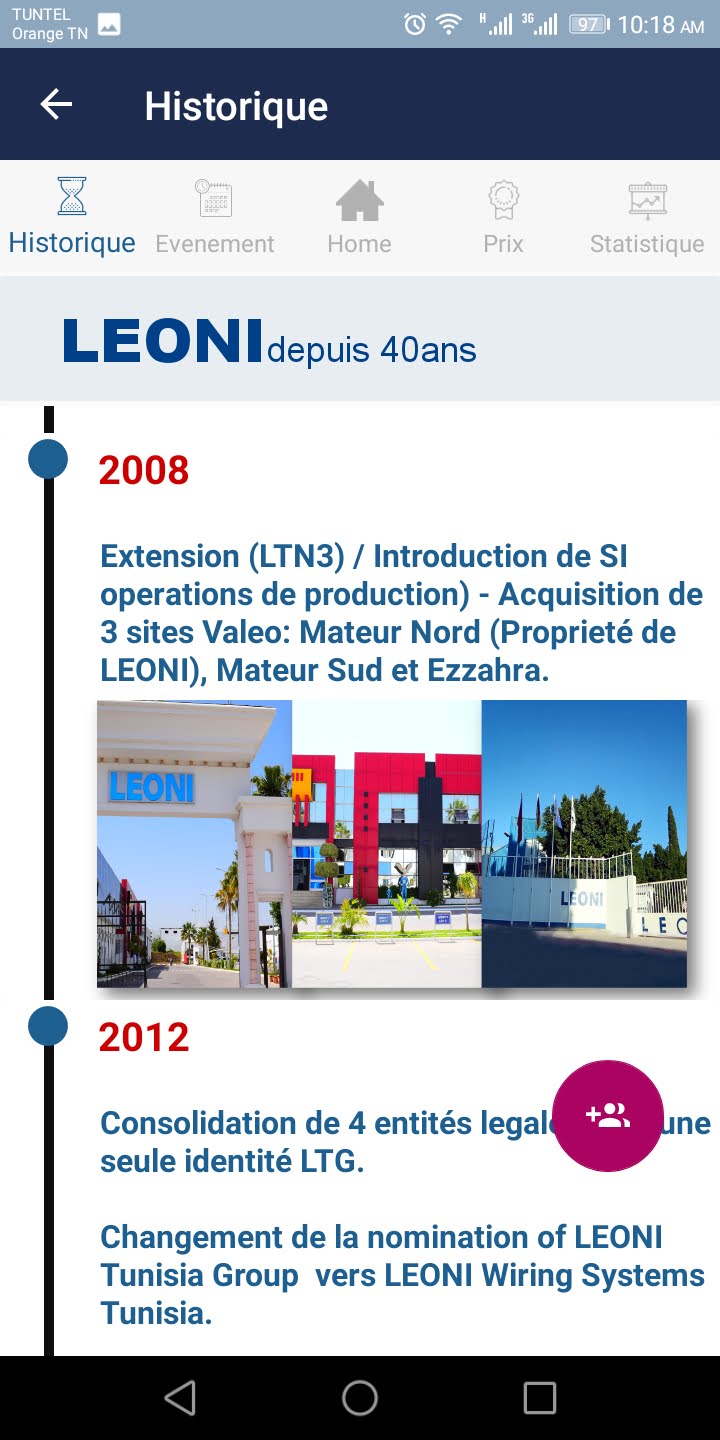 TUNTEL
Orange TN
H
3G
97
10:18 AM
Historique
Historique
Evenement
Home
Prix
Statistique
LEONI depuis 40ans
2008
Extension (LTN3) / Introduction de SI
operations de production) - Acquisition de
3 sites Valeo: Mateur Nord (Proprieté de
LEONI), Mateur Sud et Ezzahra.
LEONI
LEONI
LEO
2012
Consolidation de 4 entités legal une
seule identité LTG.
Changement de la nomination of LEONI
Tunisia Group  vers LEONI Wiring Systems
Tunisia.